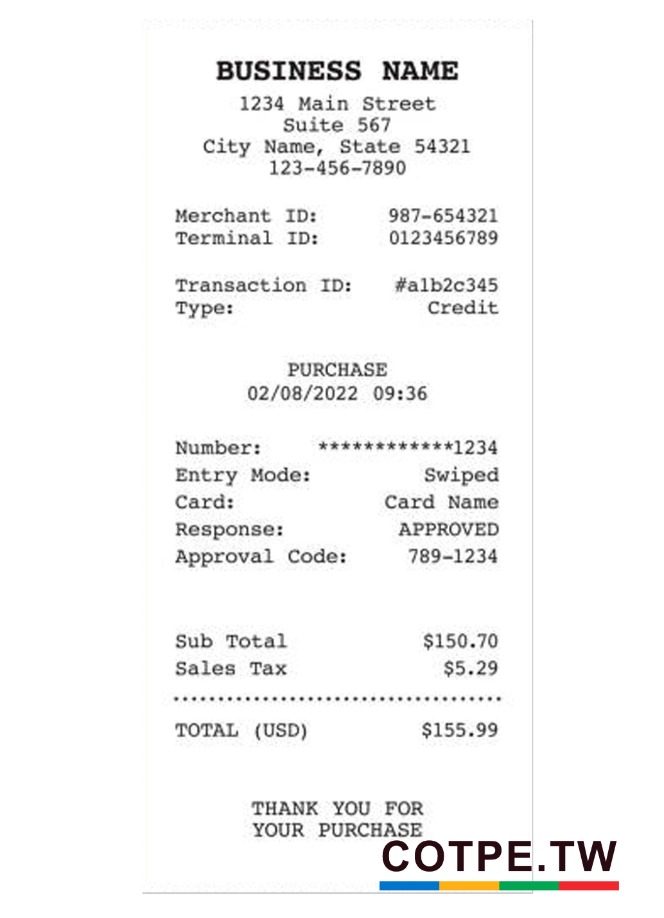 BUSINESS NAME
1234 Main Street
Suite 567
City Name, State 54321
123-456-7890
Merchant ID: 987-654321
Terminal ID: 0123456789
Transaction ID: #a1b2c345
Type: Credit
PURCHASE
02/08/2022 09:36
Number: ************1234
Entry Mode: Swiped
Card: Card Name
Response: APPROVED
Approval Code: 789-1234
Sub Total $150.70
Sales Tax $5.29
TOTAL (USD) $155.99
THANK YOU FOR
YOUR PURCHASE
COTPE.TW